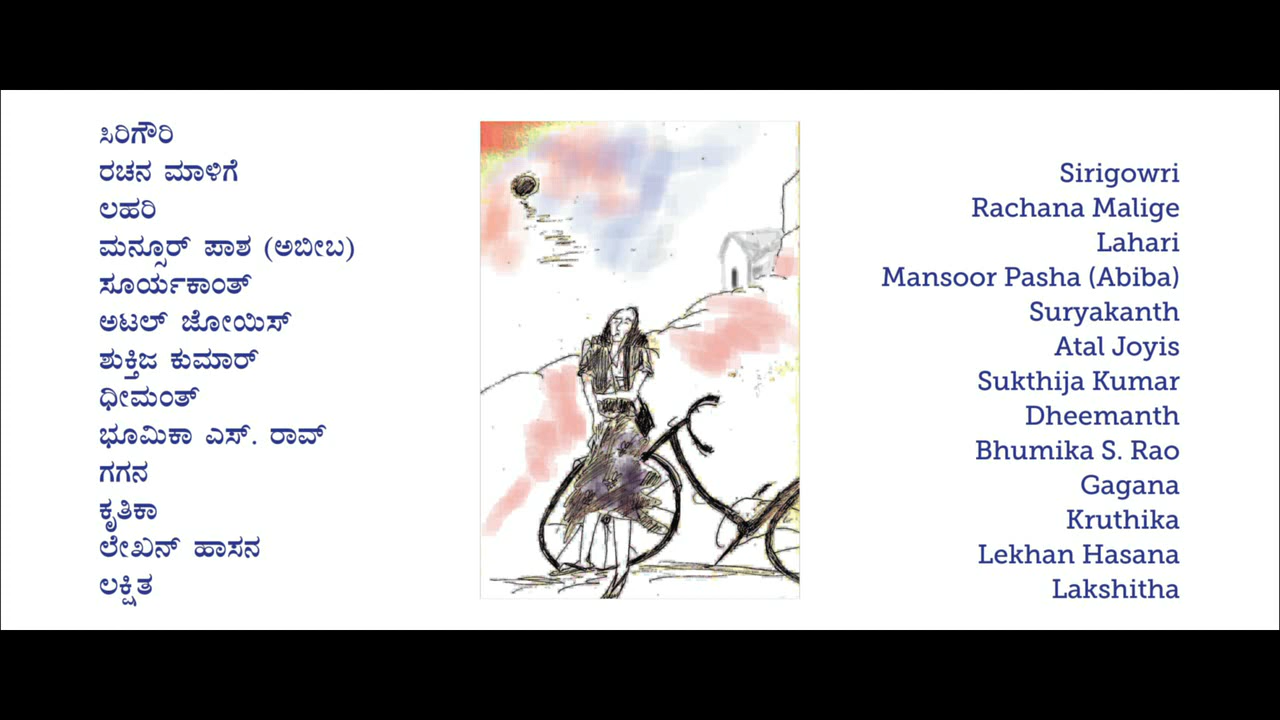 ಸಿರಿಗೌರಿ
ರಚನ ಮಾಳಿಗೆ
ಲಹರಿ
ಮನ್ಸೂರ್ ಪಾಶ (ಅಬೀಬ)
ಸೂರ್ಯಕಾಂತ್
ಅಟಲ್ ಜೋಯಿಸ್
ಶುಕ್ತಿಜ ಕುಮಾರ್
ಧೀಮಂತ್
ಭೂಮಿಕಾ ಎಸ್. ರಾವ್
ಗಗನ
ಕೃತಿಕಾ
ಲೇಖನ್ ಹಾಸನ
ಲಕ್ಷಿತ
Sirigowri
Rachana Malige
Lahari
Mansoor Pasha (Abiba)
Suryakanth
Atal Joyis
Sukthija Kumar
Dheemanth
Bhumika S. Rao
Gagana
Kruthika
Lekhan Hasana
Lakshitha